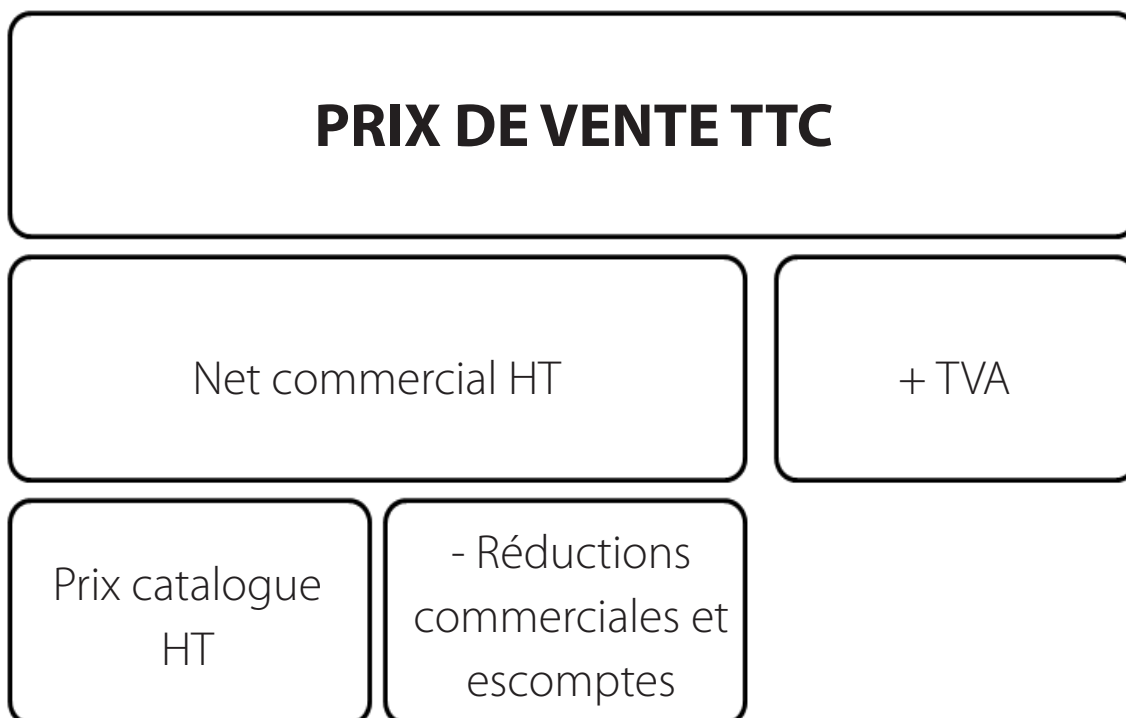 PRIX DE VENTE TTC
Net commercial HT
+ TVA
Prix catalogue
HT
- Réductions
commerciales et
escomptes